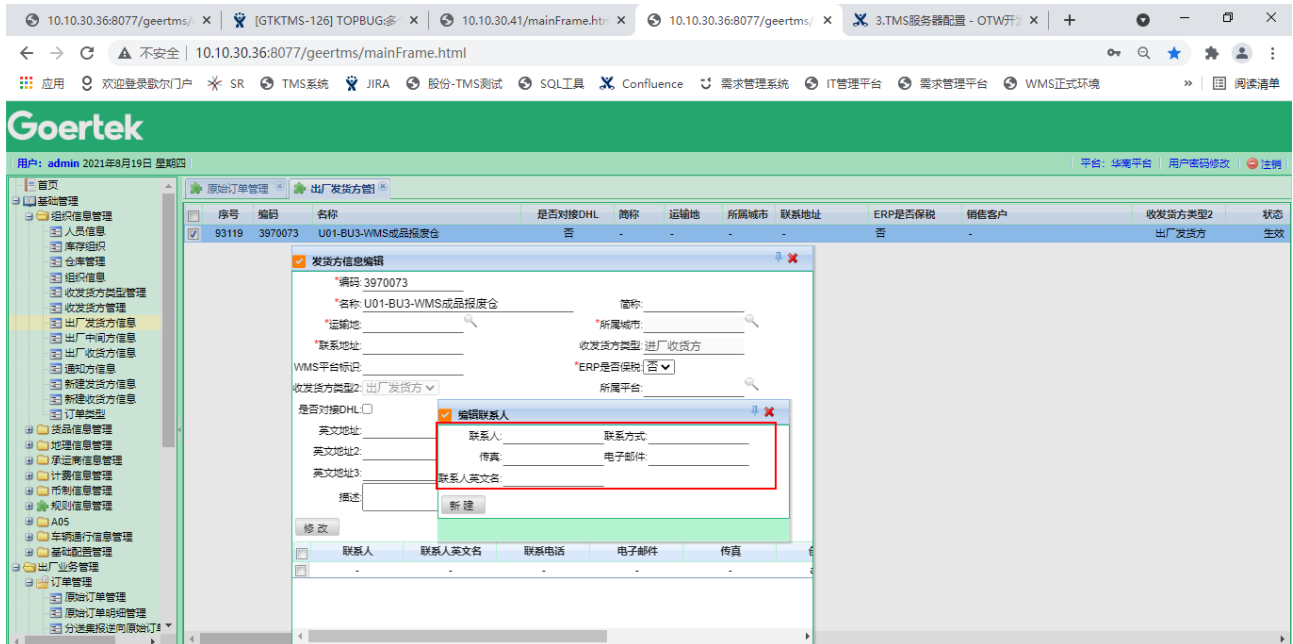 10.10.30.36:8077/geertms/
[GTKTMS-126] TOPBUG:多
10.10.30.41/mainFrame.htm
10.10.30.36:8077/geertms/
3.TMS服务器配置 - OTW开
不安全 10.10.30.36:8077/geertms/mainFrame.html
应用 欢迎登录歌尔门户 SR TMS系统 JIRA 股份-TMS测试 SQL工具 Confluence 需求管理系统 IT管理平台 需求管理平台 WMS正式环境 » 阅读清单
Goertek
用户: admin 2021年8月19日 星期四 平台: 华南平台 用户密码修改 注销
首页
基础管理
组织信息管理
人员信息
库存组织
仓库管理
组织信息
收发货方类型管理
收发货方管理
出厂发货方信息
出厂中间方信息
出厂收货方信息
通知方信息
新建发货方信息
新建收货方信息
订单类型
货品信息管理
地理信息管理
承运商信息管理
计费信息管理
币制信息管理
规则信息管理
A05
车辆通行信息管理
基础配置管理
出厂业务管理
订单管理
原始订单管理
原始订单明细管理
分送集报逆向原始订单
原始订单管理 出厂发货方管
序号 编码 名称 是否对接DHL 简称 运输地 所属城市 联系地址 ERP是否保税 销售客户 收发货方类型2 状态
93119 3970073 U01-BU3-WMS成品报废仓 否 - - - - 否 - 出厂发货方 生效
发货方信息编辑
*编码: 3970073
*名称: U01-BU3-WMS成品报废仓 简称:
*运输地: *所属城市:
*联系地址: 收发货方类型: 进厂收货方
WMS平台标识: *ERP是否保税: 否
收发货方类型2: 出厂发货方 所属平台:
是否对接DHL:
英文地址:
英文地址2:
英文地址3:
描述:
修改
编辑联系人
联系人: 联系方式:
传真: 电子邮件:
联系人英文名:
新建
联系人 联系人英文名 联系电话 电子邮件 传真
- - - - -